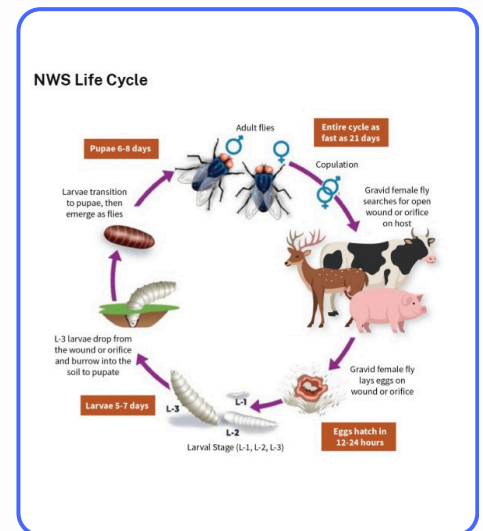 NWS Life Cycle
Adult flies
Entire cycle as
fast as 21 days
Pupae 6-8 days
Copulation
Larvae transition
to pupae, then
emerge as flies
Gravid female fly
searches for open
wound or orifice
on host
L-3 larvae drop from
the wound or orifice
and burrow into the
soil to pupate
Gravid female fly
lays eggs on
wound or orifice
Larvae 5-7 days
L-3
L-1
L-2
Larval Stage (L-1, L-2, L-3)
Eggs hatch in
12-24 hours